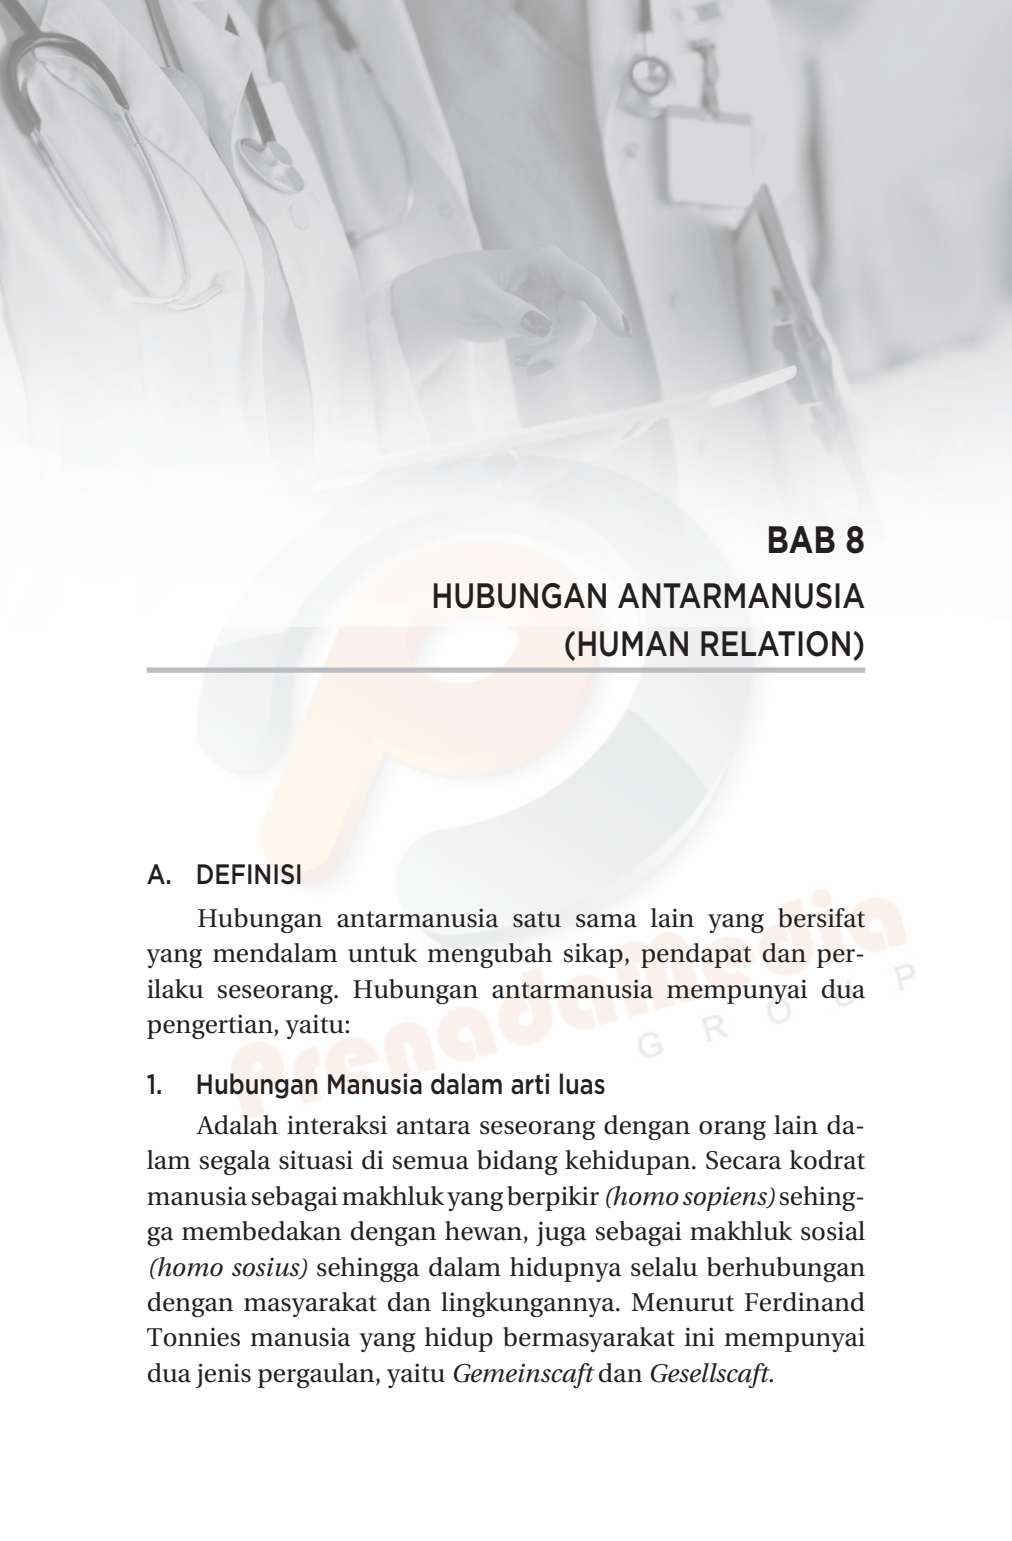 BAB 8
HUBUNGAN ANTARMANUSIA
(HUMAN RELATION)
A. DEFINISI
Hubungan antarmanusia satu sama lain yang bersifat
yang mendalam untuk mengubah sikap, pendapat dan per-
ilaku seseorang. Hubungan antarmanusia mempunyai dua
pengertian, yaitu:
PrenadaMedia
GROUP
1. Hubungan Manusia dalam arti luas
Adalah interaksi antara seseorang dengan orang lain da-
lam segala situasi di semua bidang kehidupan. Secara kodrat
manusia sebagai makhluk yang berpikir (homo sopiens) sehing-
ga membedakan dengan hewan, juga sebagai makhluk sosial
(homo sosius) sehingga dalam hidupnya selalu berhubungan
dengan masyarakat dan lingkungannya. Menurut Ferdinand
Tonnies manusia yang hidup bermasyarakat ini mempunyai
dua jenis pergaulan, yaitu Gemeinscaft dan Gesellscaft.